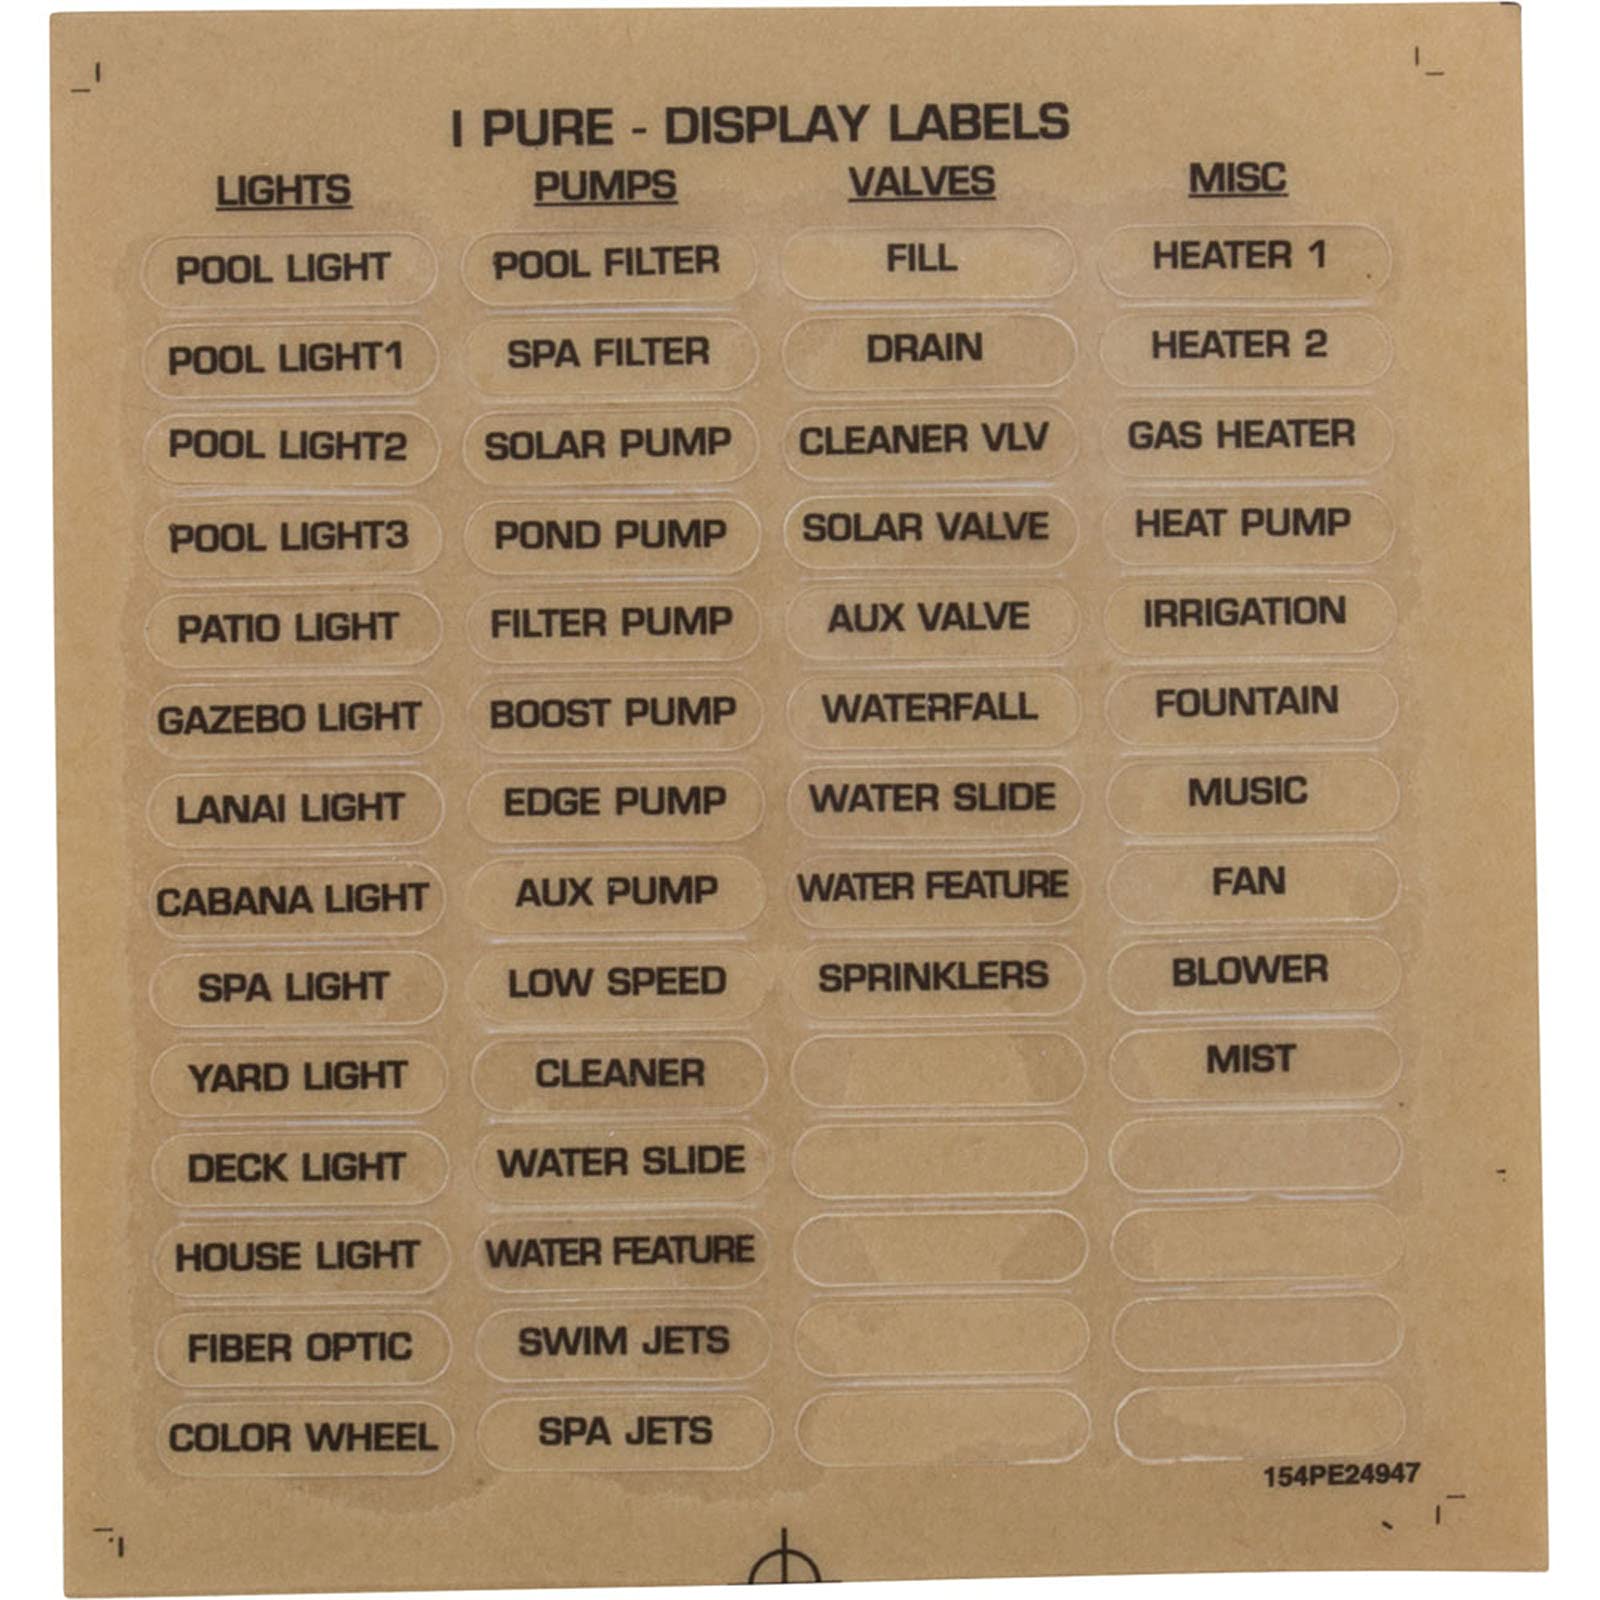 I PURE - DISPLAY LABELS
LIGHTS PUMPS VALVES MISC
POOL LIGHT POOL FILTER FILL HEATER 1
POOL LIGHT1 SPA FILTER DRAIN HEATER 2
POOL LIGHT2 SOLAR PUMP CLEANER VLV GAS HEATER
POOL LIGHT3 POND PUMP SOLAR VALVE HEAT PUMP
PATIO LIGHT FILTER PUMP AUX VALVE IRRIGATION
GAZEBO LIGHT BOOST PUMP WATERFALL FOUNTAIN
LANAI LIGHT EDGE PUMP WATER SLIDE MUSIC
CABANA LIGHT AUX PUMP WATER FEATURE FAN
SPA LIGHT LOW SPEED SPRINKLERS BLOWER
YARD LIGHT CLEANER MIST
DECK LIGHT WATER SLIDE
HOUSE LIGHT WATER FEATURE
FIBER OPTIC SWIM JETS
COLOR WHEEL SPA JETS
154PE24947